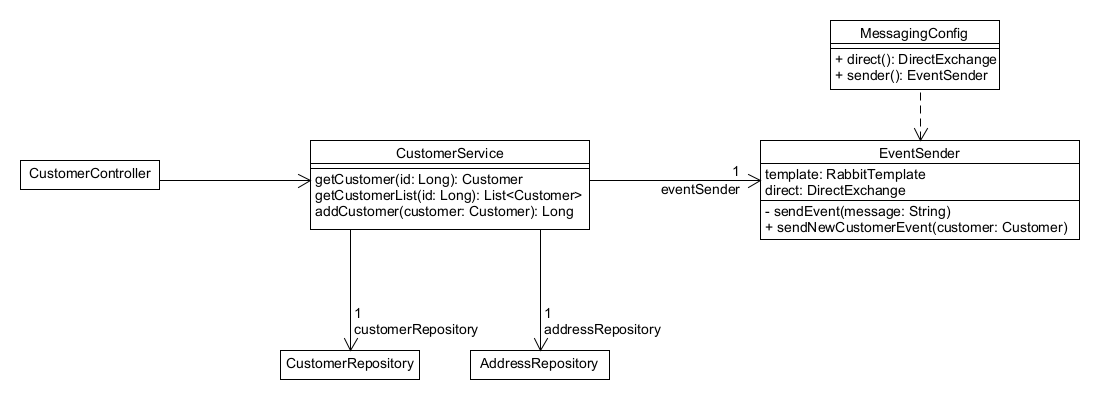 MessagingConfig
+ direct(): DirectExchange
+ sender(): EventSender
CustomerController
CustomerService
getCustomer(id: Long): Customer
getCustomerList(id: Long): List<Customer>
addCustomer(customer: Customer): Long
1
eventSender
EventSender
template: RabbitTemplate
direct: DirectExchange
- sendEvent(message: String)
+ sendNewCustomerEvent(customer: Customer)
1
customerRepository
1
addressRepository
CustomerRepository
AddressRepository